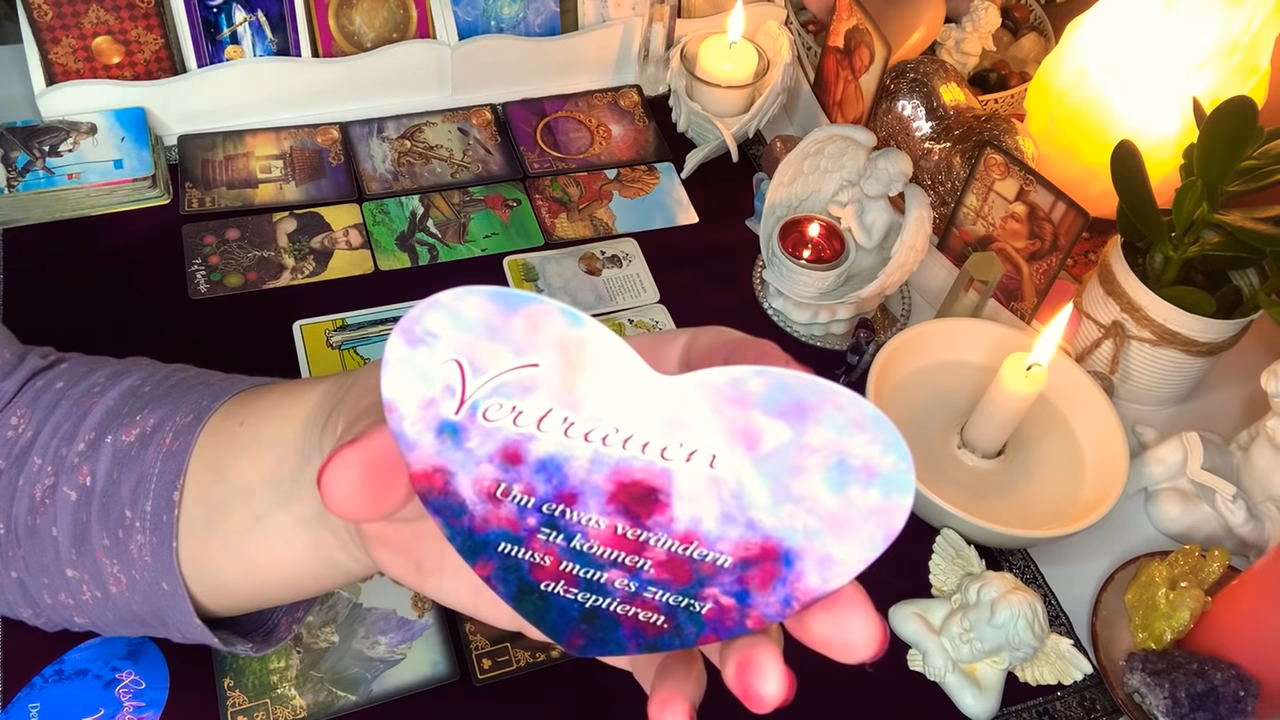 Vertrauen
Um etwas verändern
zu können,
muss man es zuerst
akzeptieren.